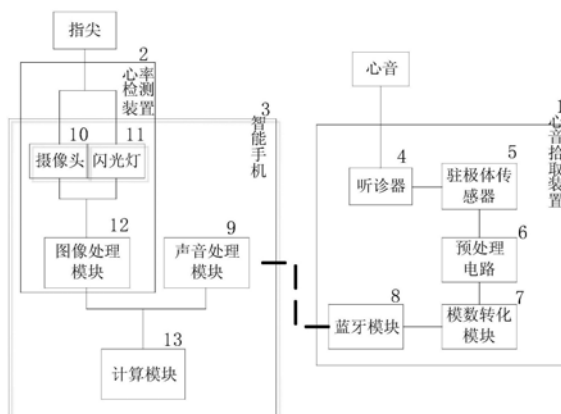 指尖
2
心率
检测
装置
3
智能手机
10
11
摄像头
闪光灯
12
图像处理
模块
9
声音处理
模块
13
计算模块
心音
1
心音拾取装置
4
听诊器
5
驻极体传
感器
6
预处理
电路
7
模数转化
模块
8
蓝牙模块